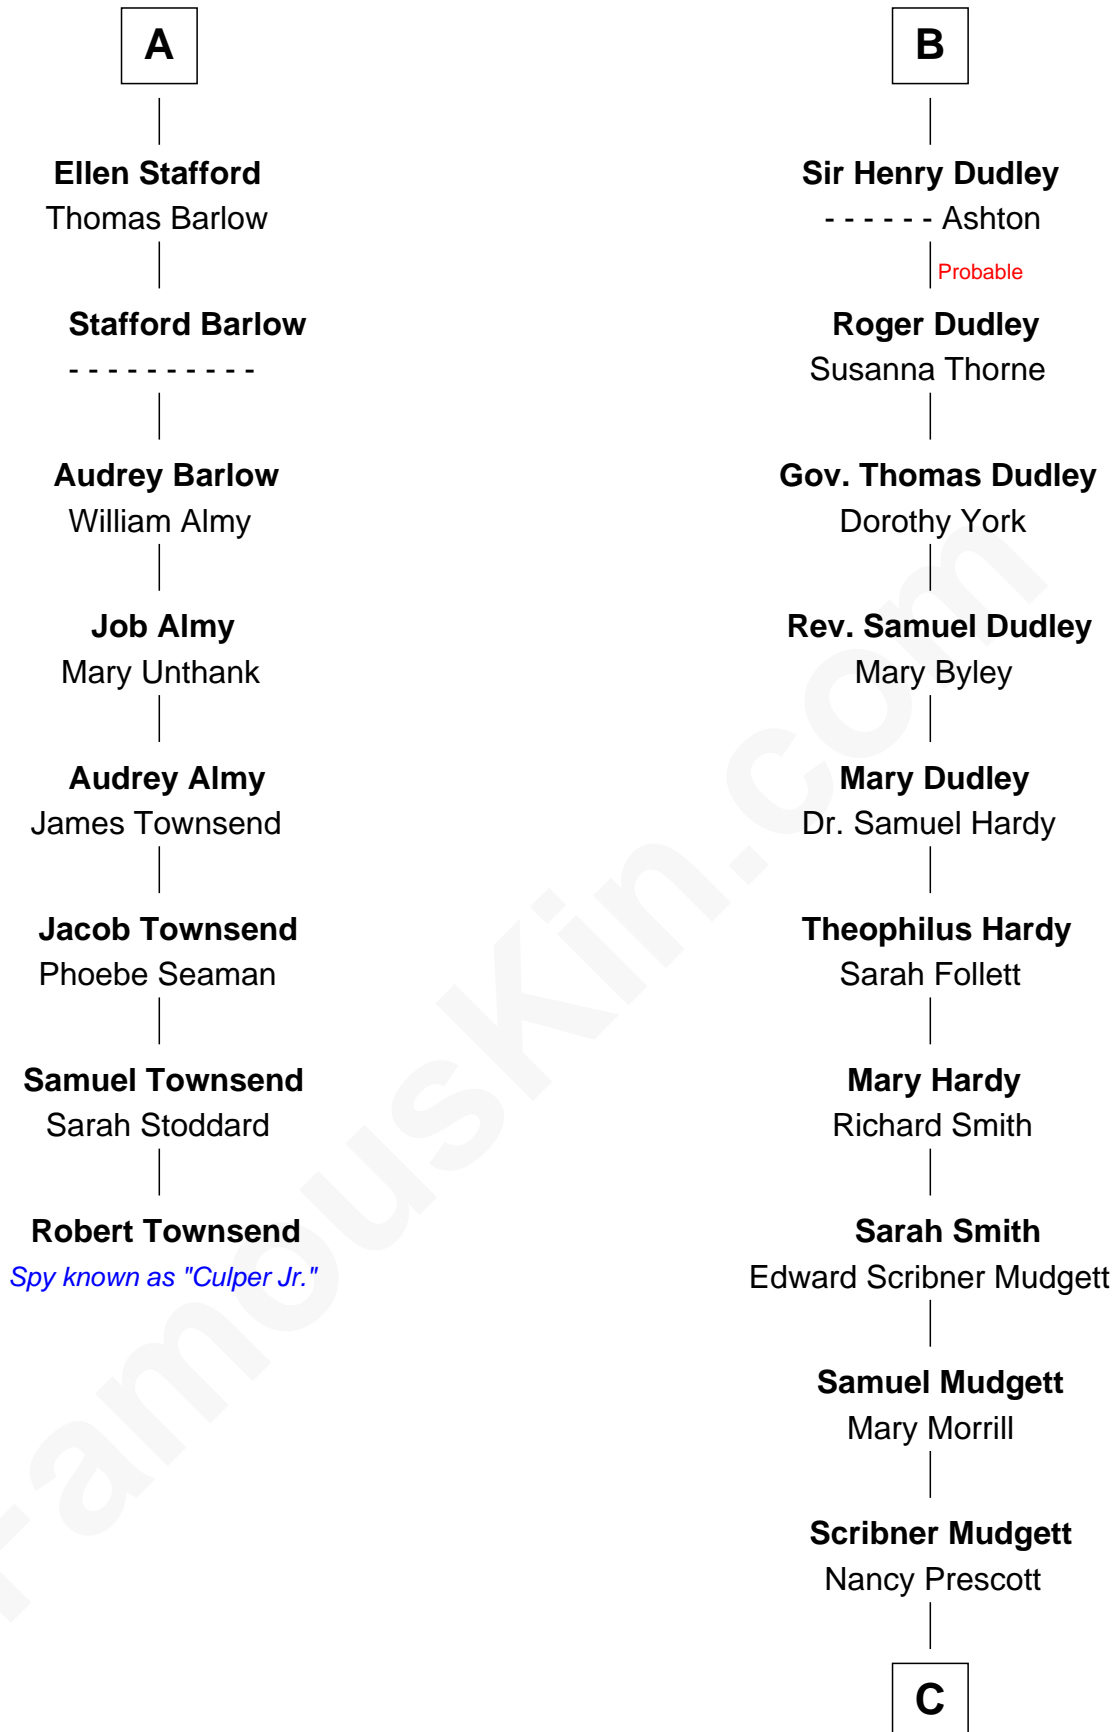 A
Ellen Stafford
Thomas Barlow
Stafford Barlow
- - - - - - - - - -
Audrey Barlow
William Almy
Job Almy
Mary Unthank
Audrey Almy
James Townsend
Jacob Townsend
Phoebe Seaman
Samuel Townsend
Sarah Stoddard
Robert Townsend
Spy known as "Culper Jr."
B
Sir Henry Dudley
- - - - - - Ashton
Probable
Roger Dudley
Susanna Thorne
Gov. Thomas Dudley
Dorothy York
Rev. Samuel Dudley
Mary Byley
Mary Dudley
Dr. Samuel Hardy
Theophilus Hardy
Sarah Follett
Mary Hardy
Richard Smith
Sarah Smith
Edward Scribner Mudgett
Samuel Mudgett
Mary Morrill
Scribner Mudgett
Nancy Prescott
C
FamousKin.com